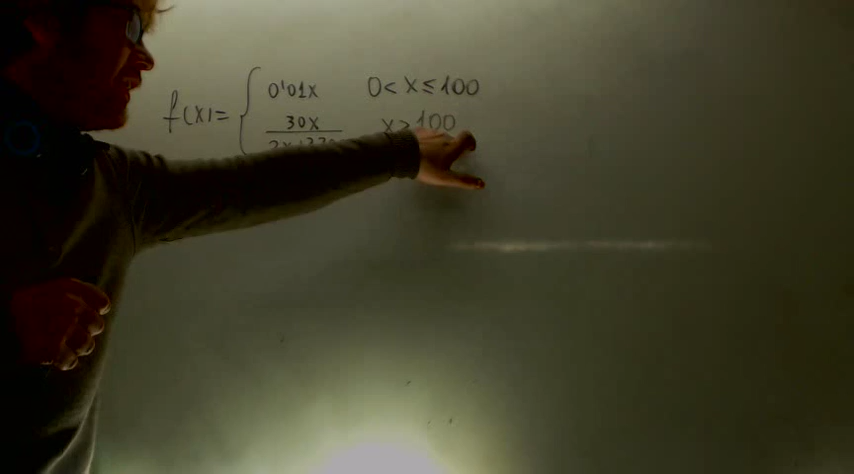 f(x)= { 0'01x 0 < x ≤ 100
30x x > 100